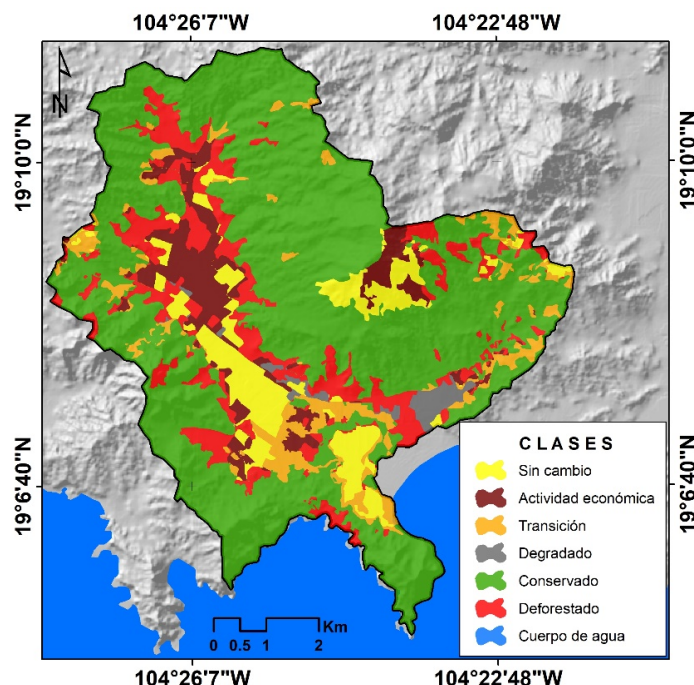 104°26'7"W 104°22'48"W
N
19°10'0"N 19°10'0"N
CLASES
Sin cambio
Actividad económica
Transición
Degradado
Conservado
Deforestado
Cuerpo de agua
19°6'40"N 19°6'40"N
Km
0 0.5 1 2
104°26'7"W 104°22'48"W